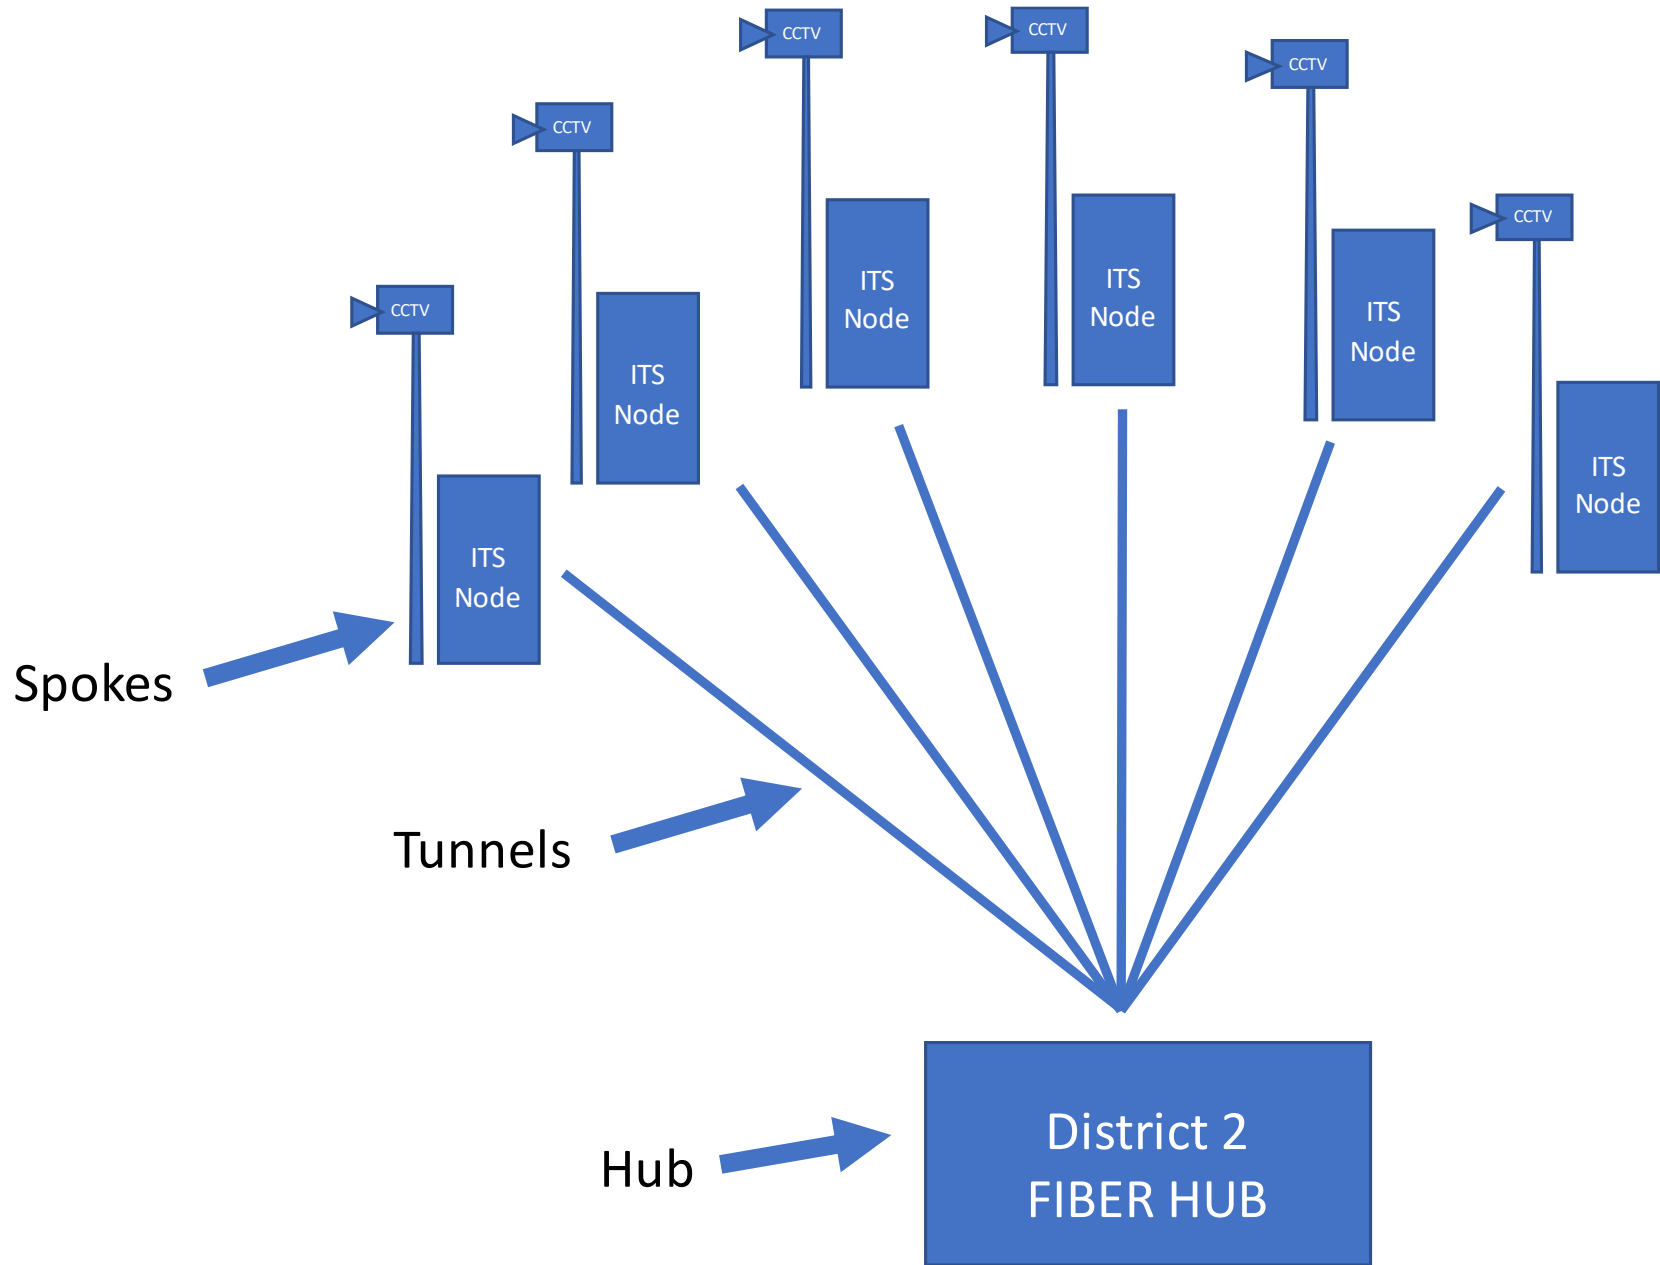 CCTV
CCTV
CCTV
CCTV
CCTV
CCTV
ITS
Node
ITS
Node
ITS
Node
ITS
Node
ITS
Node
ITS
Node
Spokes
Tunnels
Hub
District 2
FIBER HUB